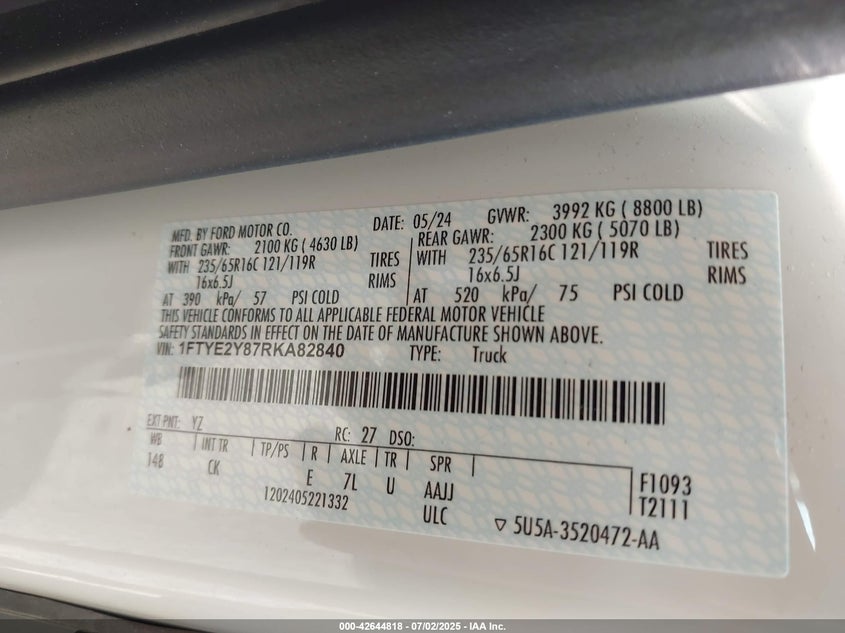 MFD. BY FORD MOTOR CO. DATE: 05/24 GVWR: 3992 KG ( 8800 LB)
FRONT GAWR: 2100 KG ( 4630 LB) REAR GAWR: 2300 KG ( 5070 LB)
WITH 235/65R16C 121/119R TIRES WITH 235/65R16C 121/119R TIRES
16x6.5J RIMS 16x6.5J RIMS
AT 390 kPa/ 57 PSI COLD AT 520 kPa/ 75 PSI COLD
THIS VEHICLE CONFORMS TO ALL APPLICABLE FEDERAL MOTOR VEHICLE
SAFETY STANDARDS IN EFFECT ON THE DATE OF MANUFACTURE SHOWN ABOVE.
VIN: 1FTYE2Y87RKA82840 TYPE: Truck
EXT PNT: YZ RC: 27 DSO:
WB INT TR TP/PS R AXLE TR SPR
148 CK E 7L U AAJJ F1093
1202405221332 ULC T2111
▽ 5U5A-3520472-AA
000-42644818 - 07/02/2025 - IAA Inc.